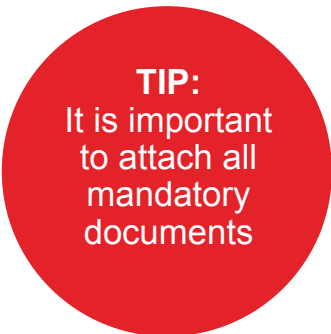 TIP:
It is important
to attach all
mandatory
documents